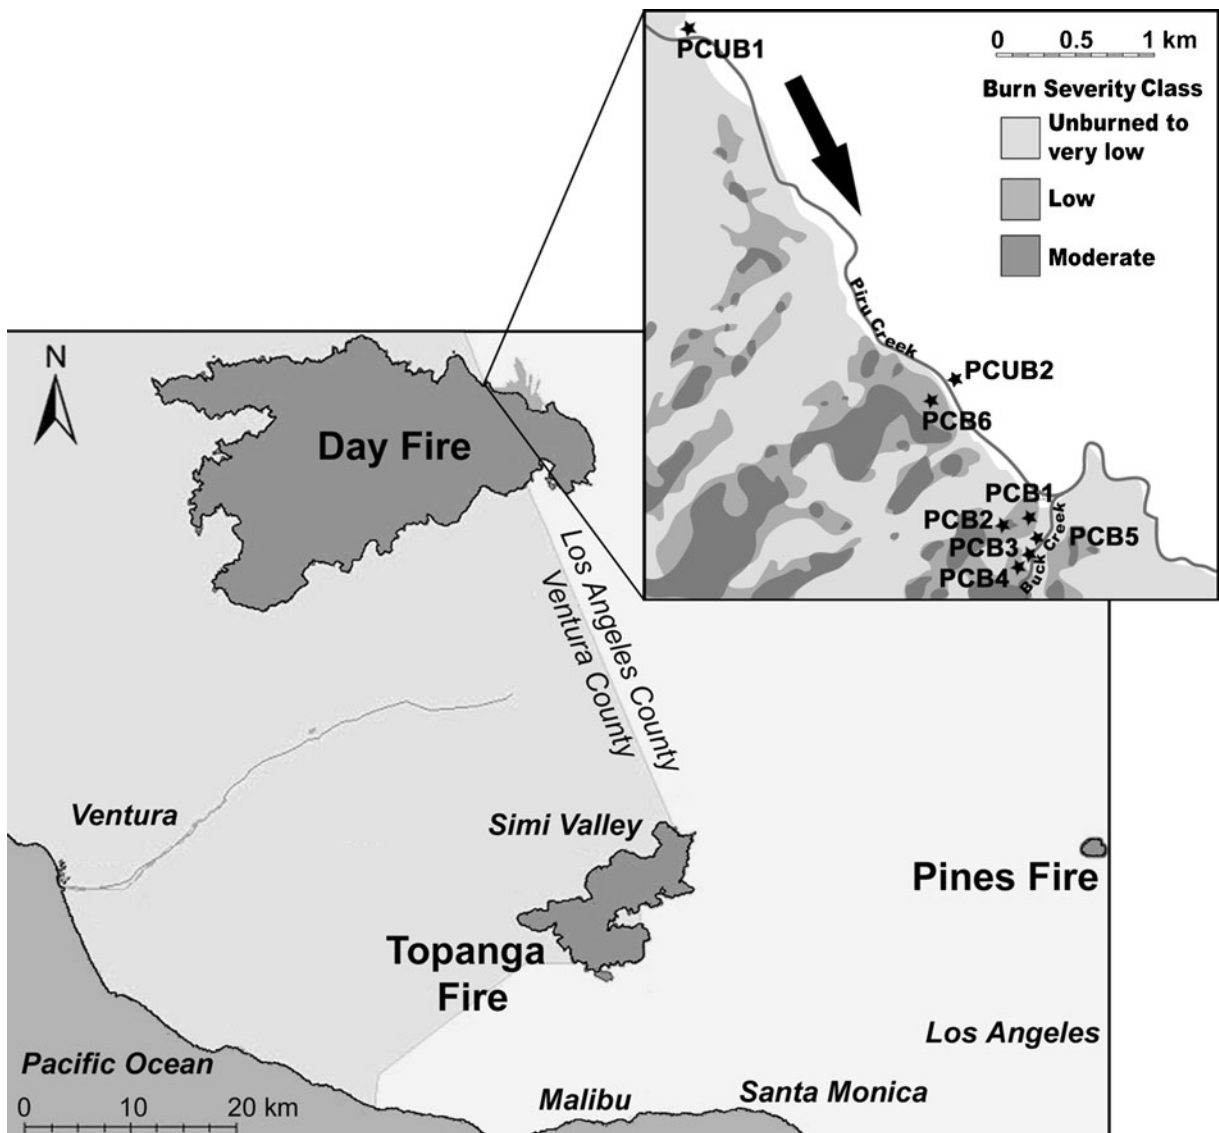 PCUB1
0 0.5 1 km
Burn Severity Class
Unburned to
very low
Low
Moderate
Piru Creek
PCUB2
PCB6
PCB1
PCB2
PCB3
PCB5
PCB4
Buck Creek
N
Day Fire
Los Angeles County
Ventura County
Ventura
Simi Valley
Pines Fire
Topanga
Fire
Los Angeles
Pacific Ocean
0 10 20 km
Malibu
Santa Monica